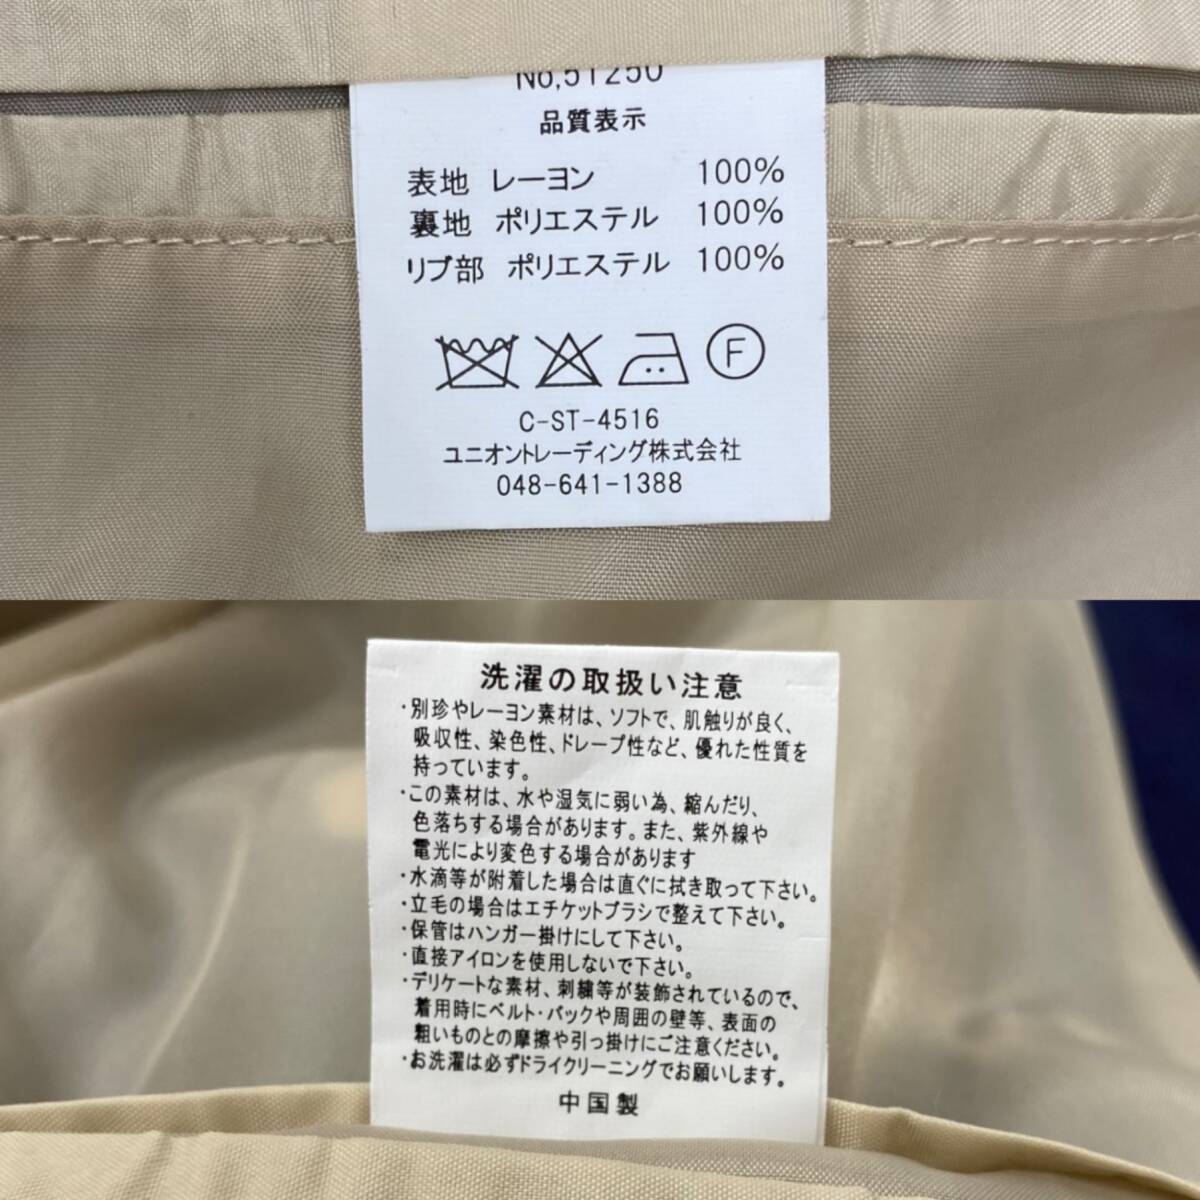 No,51250
品質表示
表地 レーヨン 100%
裏地 ポリエステル 100%
リブ部 ポリエステル 100%
F
C-ST-4516
ユニオントレーディング株式会社
048-641-1388
洗濯の取扱い注意
・別珍やレーヨン素材は、ソフトで、肌触りが良く、
吸収性、染色性、ドレープ性など、優れた性質を
持っています。
・この素材は、水や湿気に弱い為、縮んだり、
色落ちする場合があります。また、紫外線や
電光により変色する場合があります
・水滴等が附着した場合は直ぐに拭き取って下さい。
・立毛の場合はエチケットブラシで整えて下さい。
・保管はハンガー掛けにして下さい。
・直接アイロンを使用しないで下さい。
・デリケートな素材、刺繍等が装飾されているので、
着用時にベルト・バックや周囲の壁等、表面の
粗いものとの摩擦や引っ掛けにご注意ください。
・お洗濯は必ずドライクリーニングでお願いします。
中国製